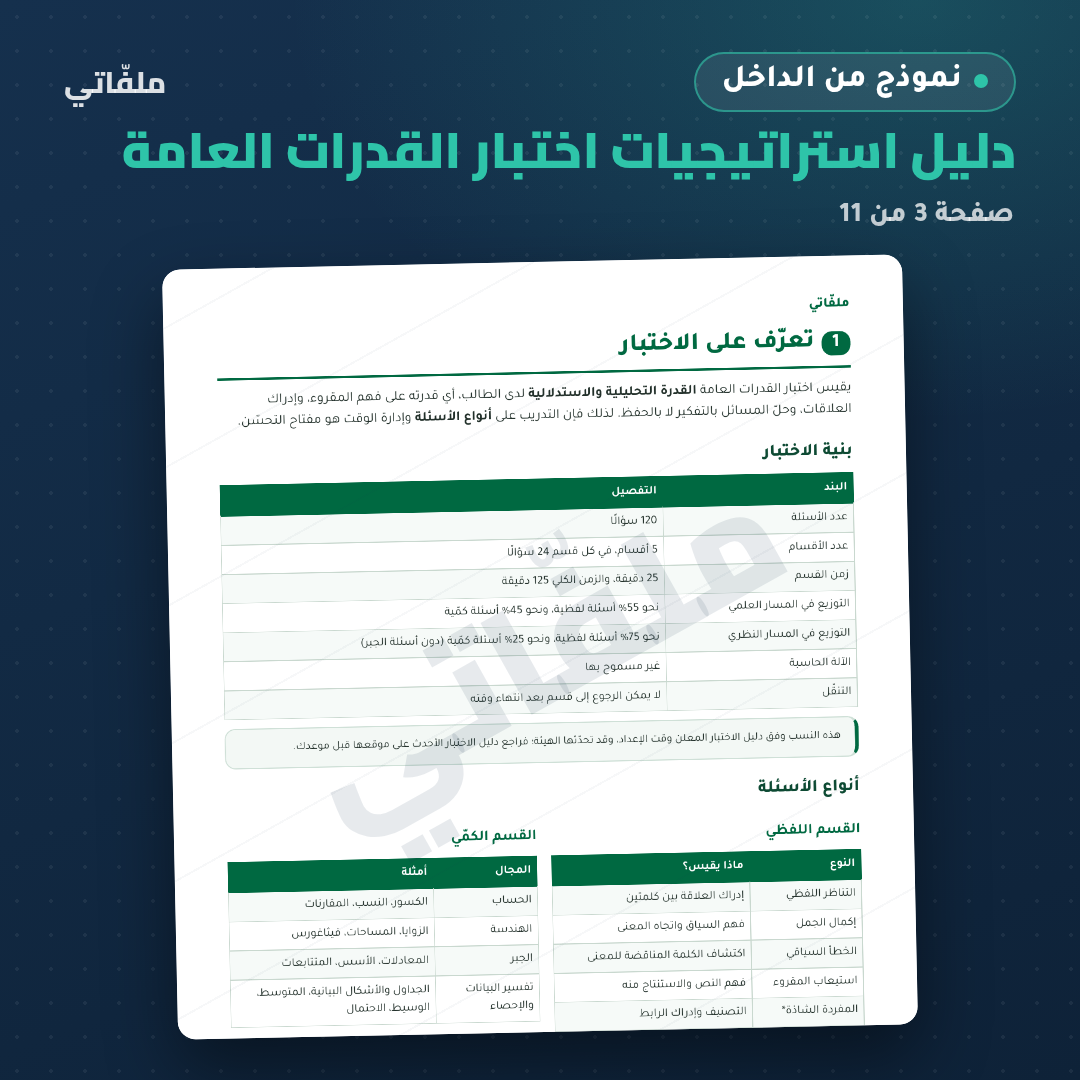 نموذج من الداخل
ملفّاتي
دليل استراتيجيات اختبار القدرات العامة
صفحة 3 من 11
ملفّاتي
1 تعرّف على الاختبار
يقيس اختبار القدرات العامة القدرة التحليلية والاستدلالية لدى الطالب، أي قدرته على فهم المقروء، وإدراك
العلاقات، وحلّ المسائل بالتفكير لا بالحفظ. لذلك فإن التدريب على أنواع الأسئلة وإدارة الوقت هو مفتاح التحسّن.
بنية الاختبار
البند التفصيل
عدد الأسئلة 120 سؤالًا
عدد الأقسام 5 أقسام، في كل قسم 24 سؤالًا
زمن القسم 25 دقيقة، والزمن الكلي 125 دقيقة
التوزيع في المسار العلمي نحو 55% أسئلة لفظية، ونحو 45% أسئلة كمّية
التوزيع في المسار النظري نحو 75% أسئلة لفظية، ونحو 25% أسئلة كمّية (دون أسئلة الجبر)
الآلة الحاسبة غير مسموح بها
التنقّل لا يمكن الرجوع إلى قسم بعد انتهاء وقته
هذه النسب وفق دليل الاختبار المعلن وقت الإعداد، وقد تحدّثها الهيئة؛ فراجع دليل الاختبار الأحدث على موقعها قبل موعدك.
أنواع الأسئلة
القسم اللفظي
النوع ماذا يقيس؟
التناظر اللفظي إدراك العلاقة بين كلمتين
إكمال الجمل فهم السياق واتجاه المعنى
الخطأ السياقي اكتشاف الكلمة المناقضة للمعنى
استيعاب المقروء فهم النص والاستنتاج منه
المفردة الشاذة* التصنيف وإدراك الرابط
القسم الكمّي
المجال أمثلة
الحساب الكسور، النسب، المقارنات
الهندسة الزوايا، المساحات، فيثاغورس
الجبر المعادلات، الأسس، المتتابعات
تفسير البيانات والإحصاء الجداول والأشكال البيانية، المتوسط،
الوسيط، الاحتمال
ملفّاتي